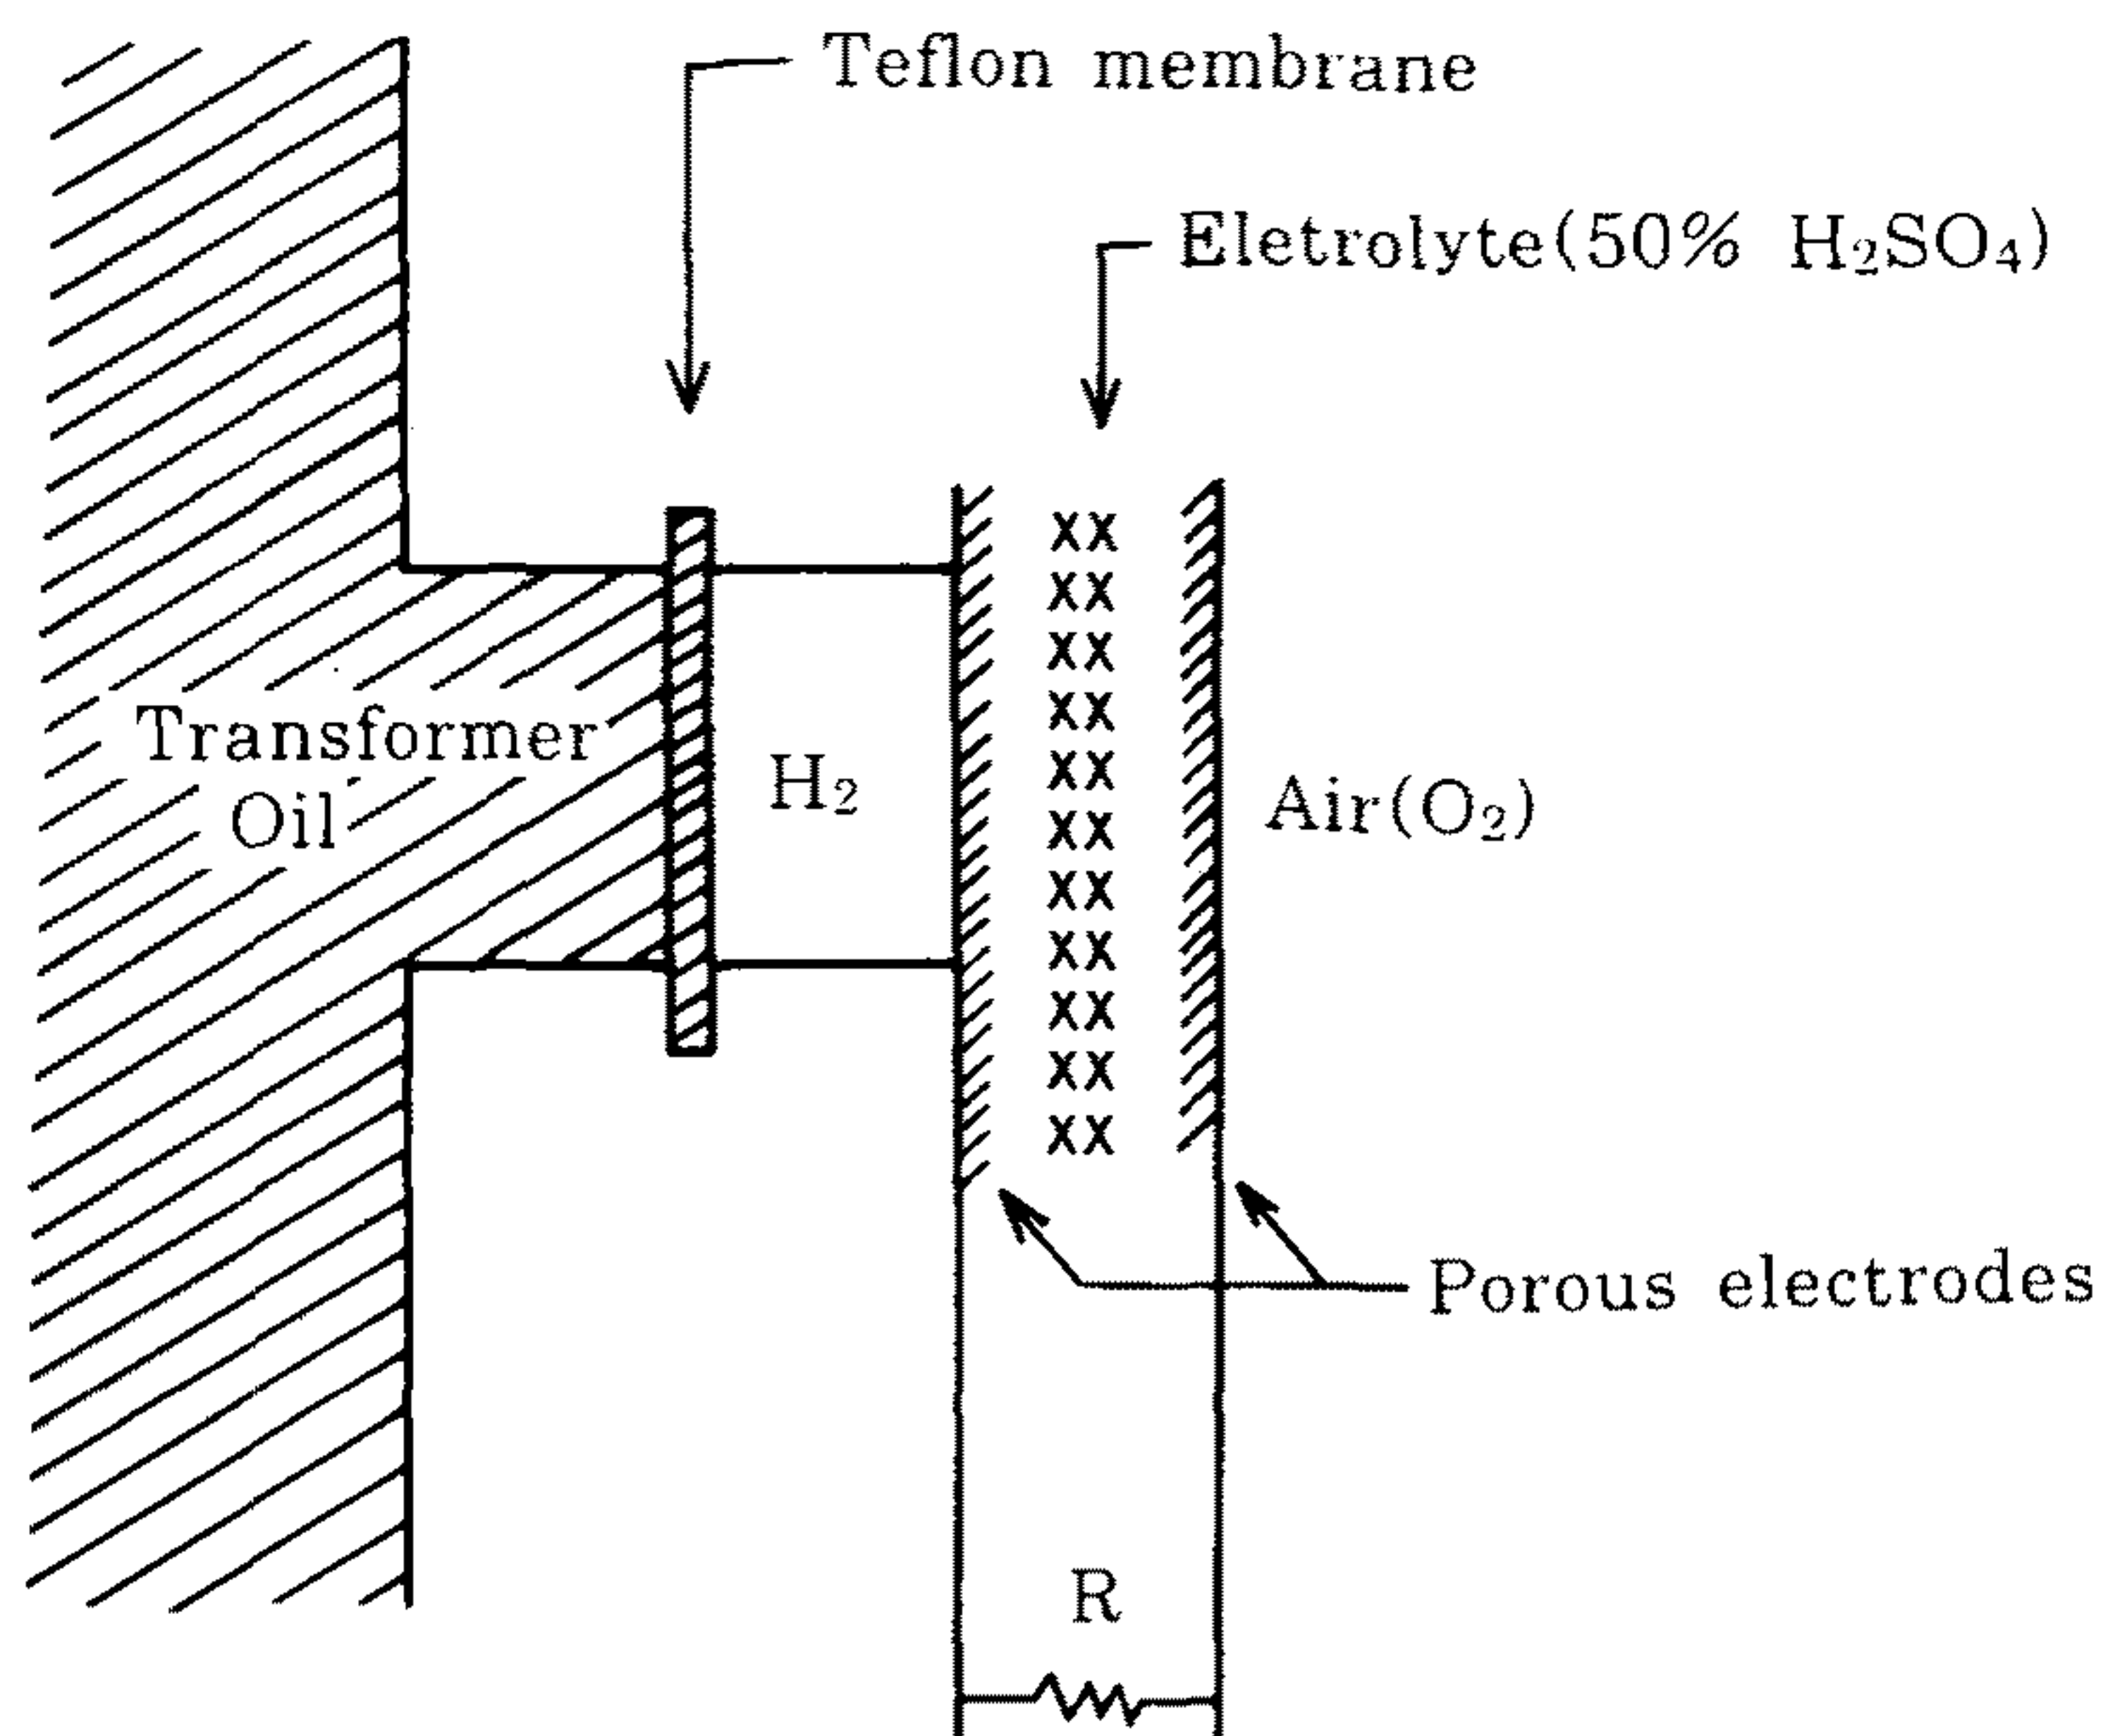 Teflon membrane
Eletrolyte(50% H₂SO₄)
Transformer
Oil
H₂
Air(O₂)
Porous electrodes
R